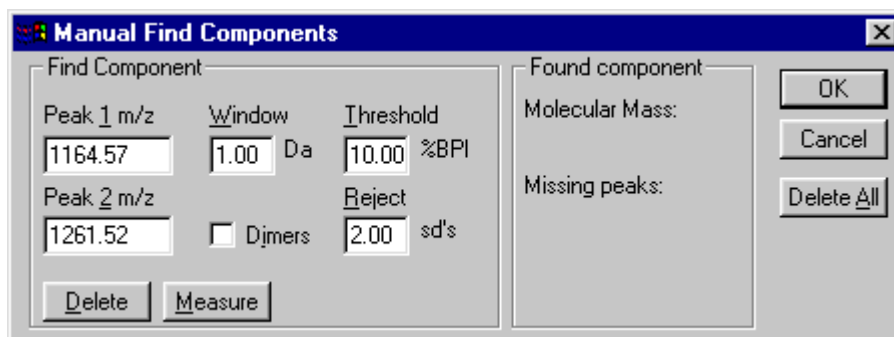 Manual Find Components
Find Component
Peak 1 m/z Window Threshold
1164.57 1.00 Da 10.00 %BPI
Peak 2 m/z Reject
1261.52 Dimers 2.00 sd's
Delete Measure
Found component
Molecular Mass:
Missing peaks:
OK
Cancel
Delete All